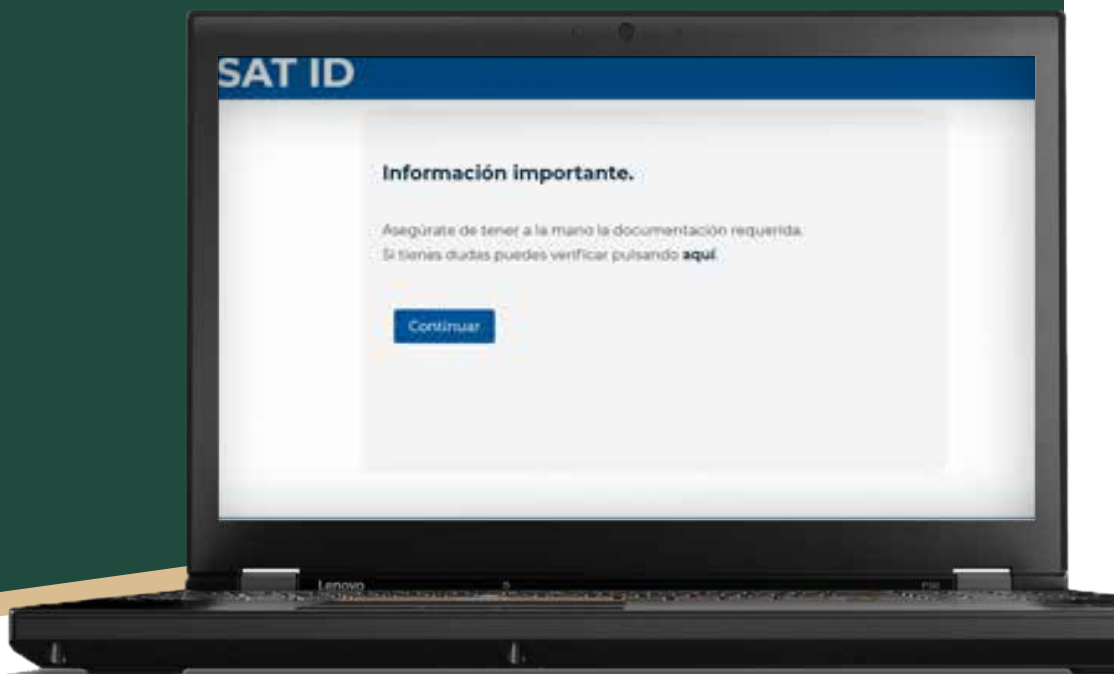 SAT ID
Información importante.
Asegúrate de tener a la mano la documentación requerida.
Si tienes dudas puedes verificar pulsando aquí.
Continuar
Lenovo
P50